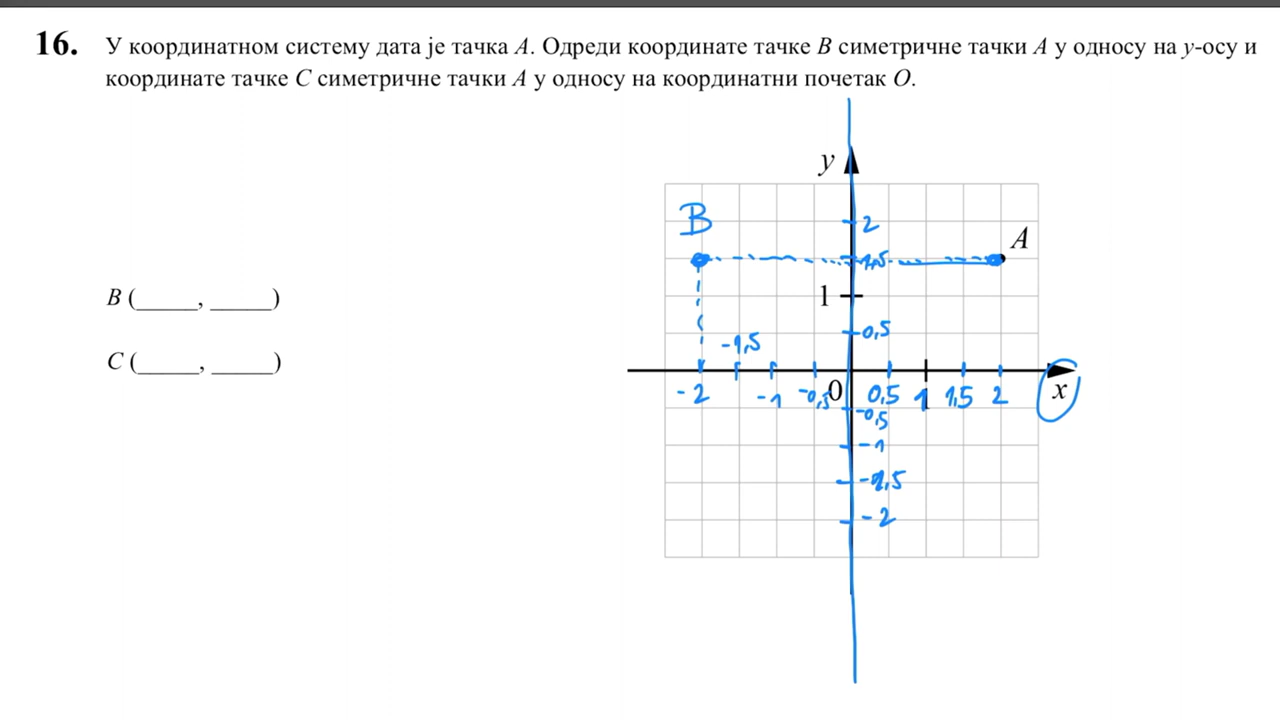 16. У координатном систему дата је тачка A. Одреди координате тачке B симетричне тачки A у односу на y-осу и
координате тачке C симетричне тачки A у односу на координатни почетак O.
y
B
2
A
1,5
B (_____, _____)
1
0,5
-1,5
C (_____, _____)
-2 -1 -0,5 0 0,5 1 1,5 2 x
-0,5
-1
-1,5
-2